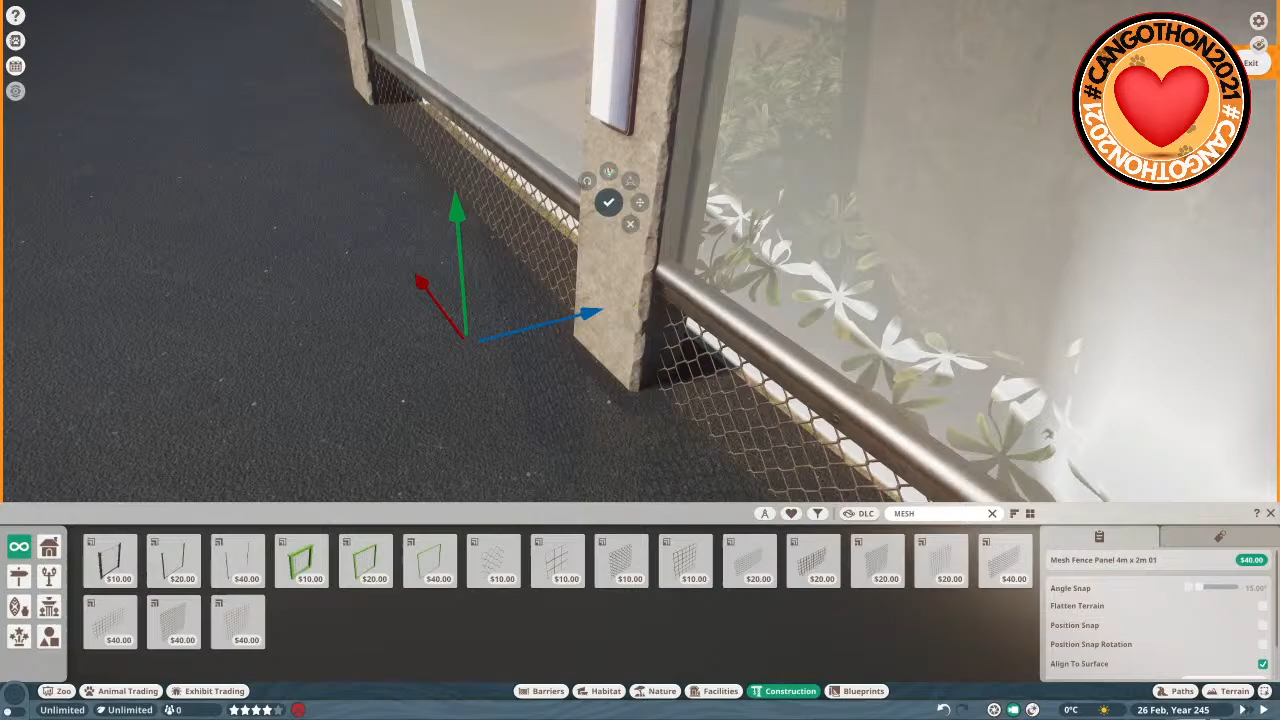 ?
#CANGOTHON2021
#CANGOTHON2021
Exit
DLC
MESH
?
$10.00
$20.00
$40.00
$10.00
$20.00
$40.00
$10.00
$10.00
$10.00
$10.00
$20.00
$20.00
$20.00
$20.00
$40.00
$40.00
$40.00
$40.00
Mesh Fence Panel 4m x 2m 01
$40.00
Angle Snap
15.00°
Flatten Terrain
Position Snap
Position Snap Rotation
Align To Surface
Zoo
Animal Trading
Exhibit Trading
Barriers
Habitat
Nature
Facilities
Construction
Blueprints
Paths
Terrain
Unlimited
Unlimited
0
0°C
26 Feb, Year 245